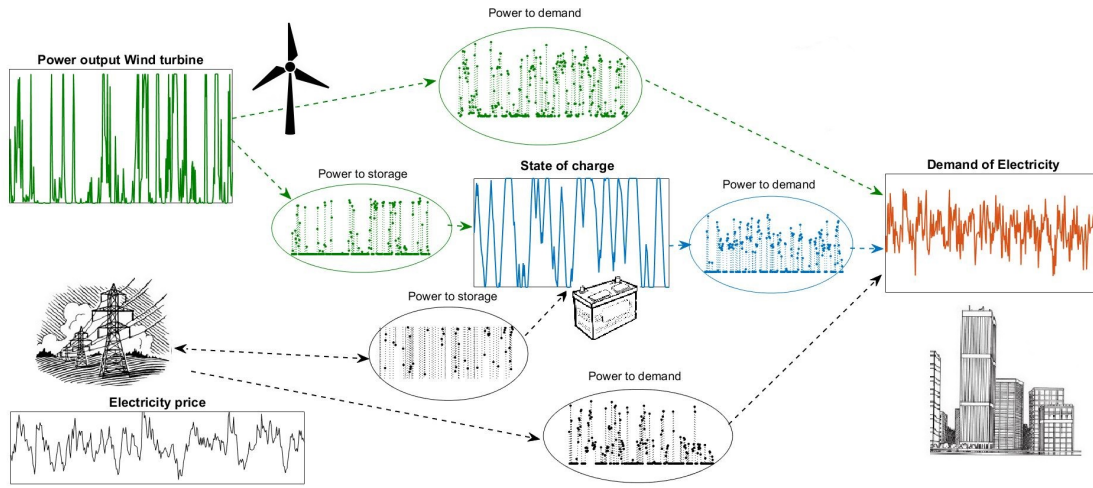 Power to demand
Power output Wind turbine
State of charge
Demand of Electricity
Power to storage
Power to demand
Power to storage
Power to demand
Electricity price